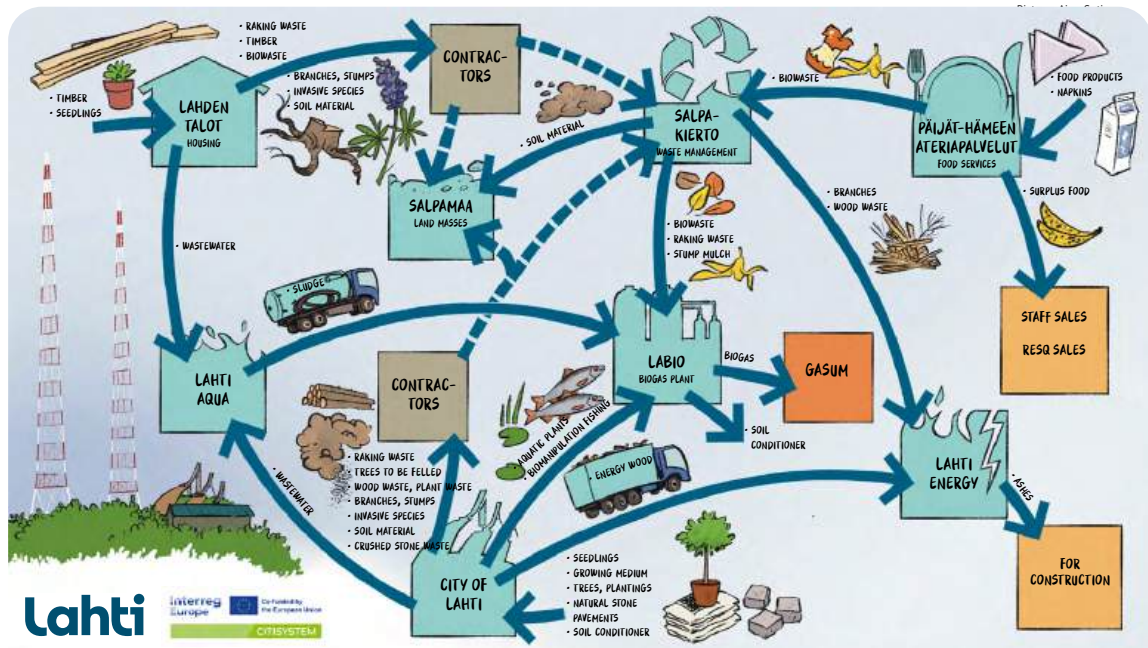 · RAKING WASTE
· TIMBER
· BIOWASTE
· TIMBER
· SEEDLINGS
LAHDEN
TALOT
HOUSING
· BRANCHES, STUMPS
· INVASIVE SPECIES
· SOIL MATERIAL
CONTRAC-
TORS
· SOIL MATERIAL
SALPA-
KIERTO
WASTE MANAGEMENT
· BIOWASTE
PÄIJÄT-HÄMEEN
ATERIAPALVELUT
FOOD SERVICES
· FOOD PRODUCTS
· NAPKINS
SALPAMAA
LAND MASSES
· WASTEWATER
· BIOWASTE
· RAKING WASTE
· STUMP MULCH
· BRANCHES
· WOOD WASTE
· SURPLUS FOOD
· SLUDGE
STAFF SALES
RESQ SALES
LAHTI
AQUA
CONTRAC-
TORS
LABIO
BIOGAS PLANT
BIOGAS
GASUM
· SOIL
CONDITIONER
· AQUATIC PLANTS
· BIOMANIPULATION FISHING
· ENERGY WOOD
LAHTI
ENERGY
· ASHES
· WASTEWATER
· RAKING WASTE
· TREES TO BE FELLED
· WOOD WASTE, PLANT WASTE
· BRANCHES, STUMPS
· INVASIVE SPECIES
· SOIL MATERIAL
· CRUSHED STONE WASTE
CITY OF
LAHTI
· SEEDLINGS
· GROWING MEDIUM
· TREES, PLANTINGS
· NATURAL STONE
PAVEMENTS
· SOIL CONDITIONER
FOR
CONSTRUCTION
Lahti
Interreg
Europe
Co-funded by
the European Union
CITISYSTEM